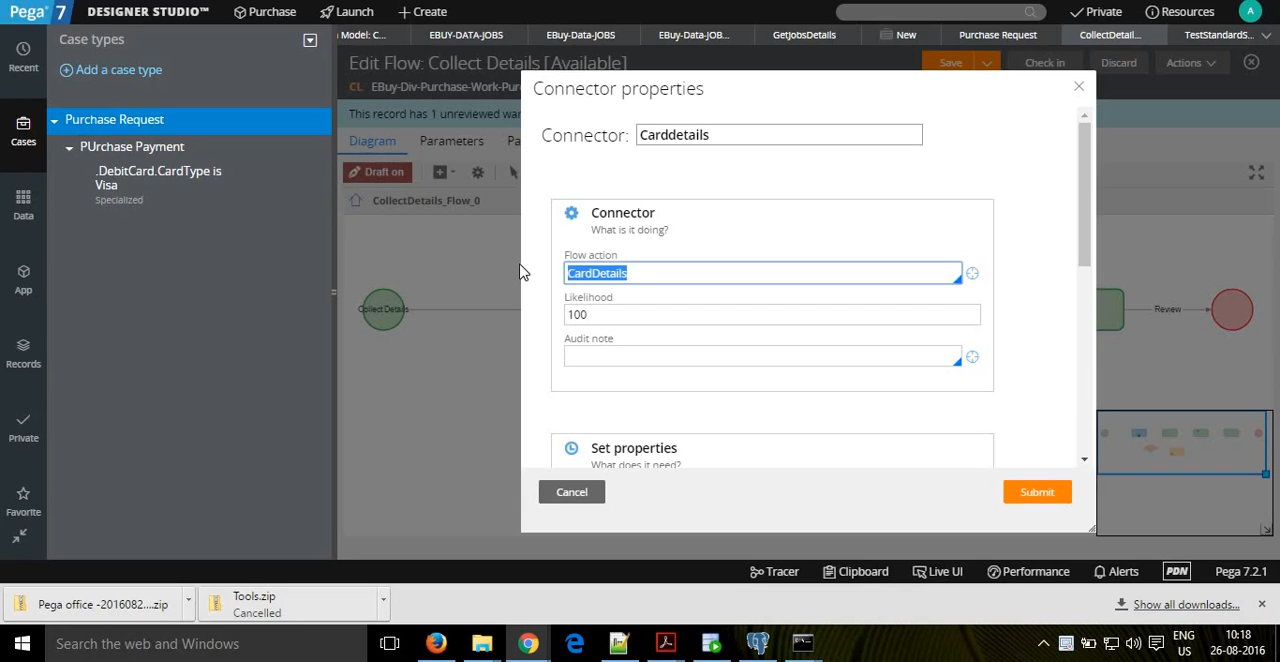 Pega 7 DESIGNER STUDIO™ Purchase Launch Create Private Resources A
Recent
Cases
Data
App
Records
Private
Favorite
Case types
Add a case type
Purchase Request
PUrchase Payment
.DebitCard.CardType is
Visa
Specialized
Model: C... EBUY-DATA-JOBS EBuy-Data-JOBS EBuy-Data-JOB... GetJobsDetails New Purchase Request CollectDetail... TestStandardS...
Edit Flow: Collect Details [Available] Save Check in Discard Actions
CL EBuy-Div-Purchase-Work-Pur
This record has 1 unreviewed war
Diagram Parameters Pa
Draft on
CollectDetails_Flow_0
Collect Details
Review
Connector properties
Connector: Carddetails
Connector
What is it doing?
Flow action
CardDetails
Likelihood
100
Audit note
Set properties
What does it need?
Cancel Submit
Tracer Clipboard Live UI Performance Alerts PDN Pega 7.2.1
Pega office -2016082....zip
Tools.zip
Cancelled
Show all downloads...
Search the web and Windows
ENG
US
10:18
26-08-2016